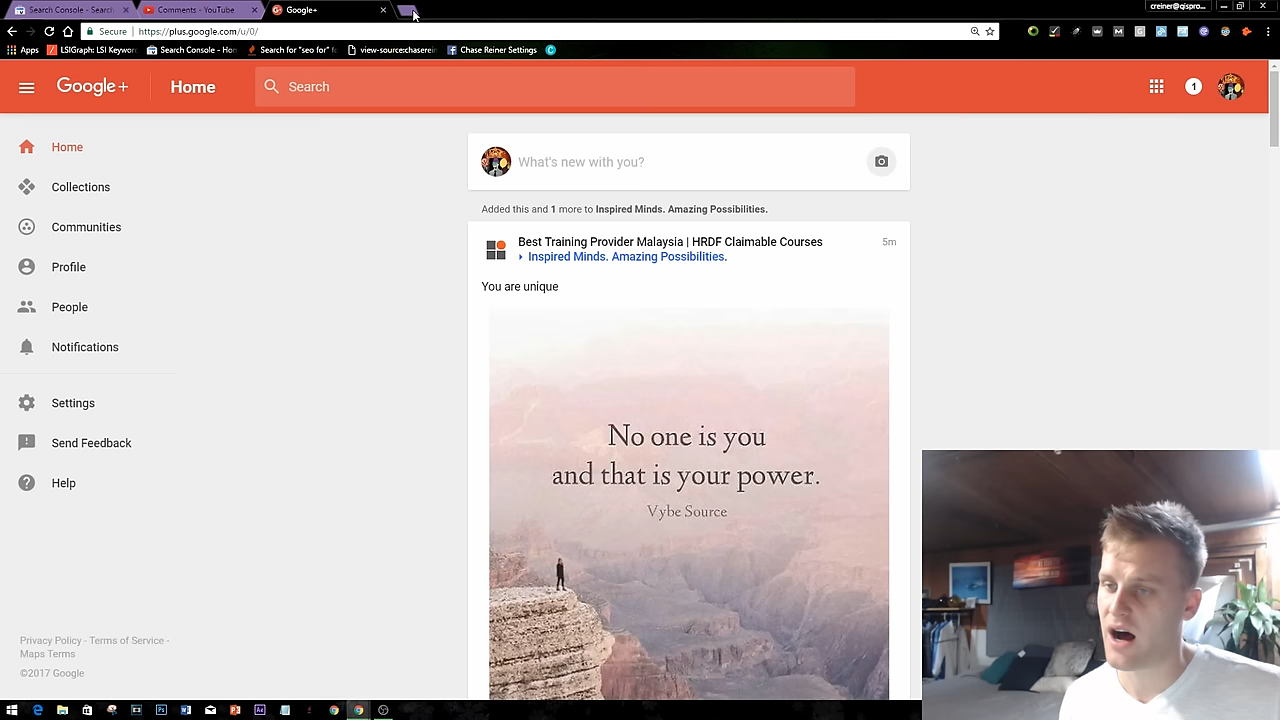 Search Console - Search
Comments - YouTube
Google+
creiner@qispro...
Secure
https://plus.google.com/u/0/
Apps
LSIGraph: LSI Keywor
Search Console - Hom
Search for "seo for"
view-source:chaserein
Chase Reiner Settings
Google+
Home
Search
1
Home
Collections
Communities
Profile
People
Notifications
Settings
Send Feedback
Help
Privacy Policy - Terms of Service -
Maps Terms
©2017 Google
What's new with you?
Added this and 1 more to Inspired Minds. Amazing Possibilities.
Best Training Provider Malaysia | HRDF Claimable Courses
5m
Inspired Minds. Amazing Possibilities.
You are unique
No one is you
and that is your power.
Vybe Source